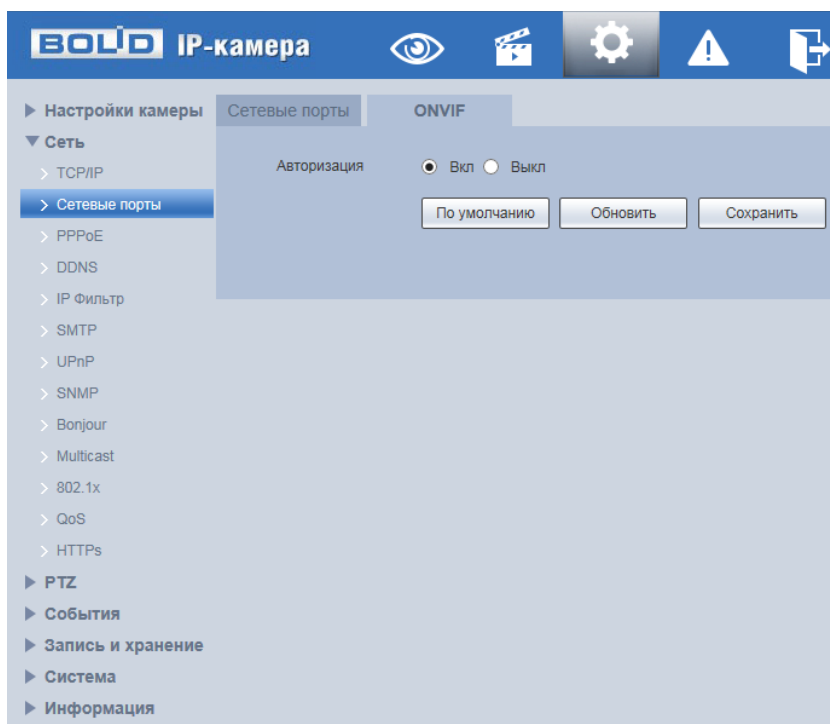 BOLID IP-камера
Настройки камеры
Сеть
TCP/IP
Сетевые порты
PPPoE
DDNS
IP Фильтр
SMTP
UPnP
SNMP
Bonjour
Multicast
802.1x
QoS
HTTPs
PTZ
События
Запись и хранение
Система
Информация
Сетевые порты ONVIF
Авторизация Вкл Выкл
По умолчанию Обновить Сохранить